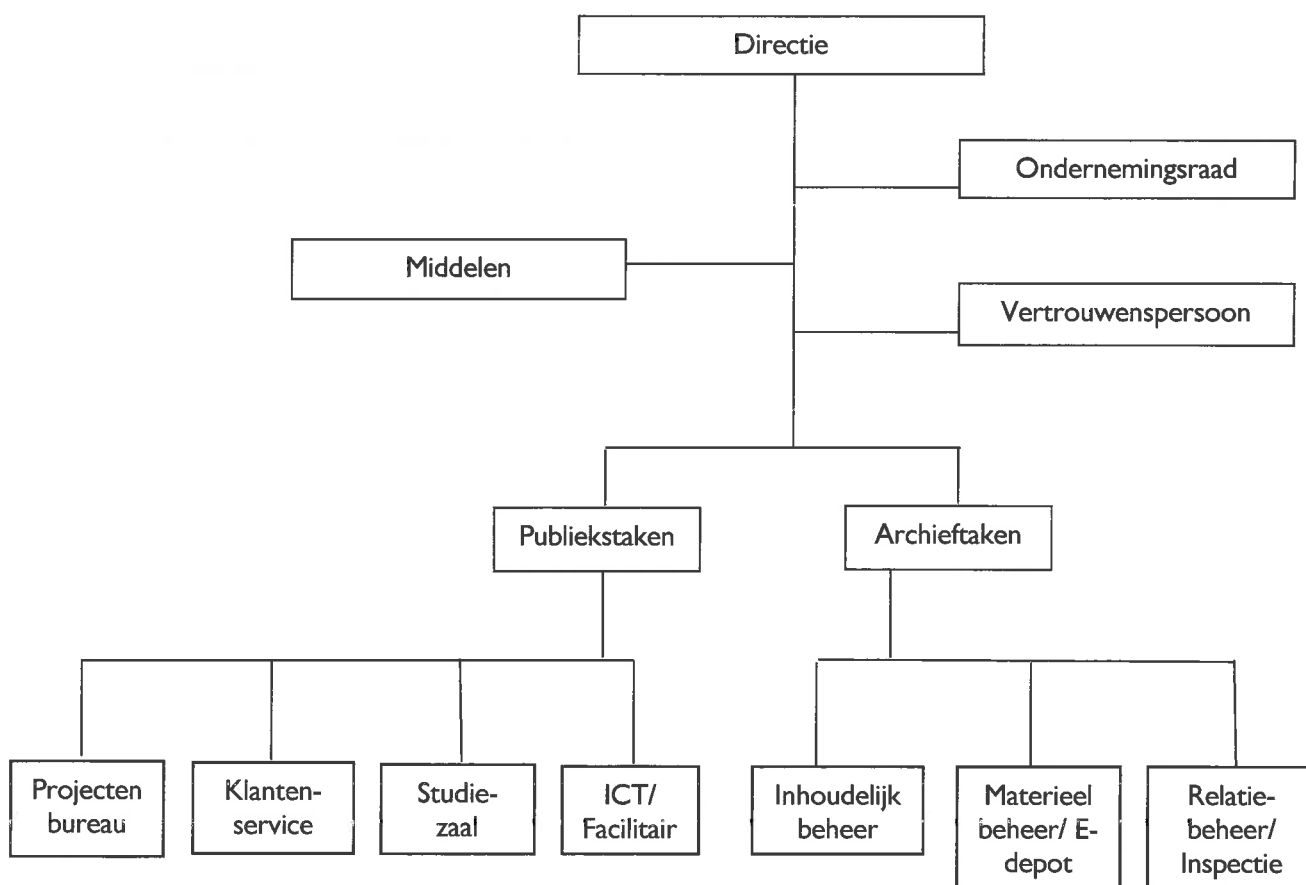 Directie
Ondernemingsraad
Middelen
Vertrouwenspersoon
Publiekstaken
Archieftaken
Projecten
bureau
Klanten-
service
Studie-
zaal
ICT/
Facilitair
Inhoudelijk
beheer
Materieel
beheer/ E-
depot
Relatie-
beheer/
Inspectie